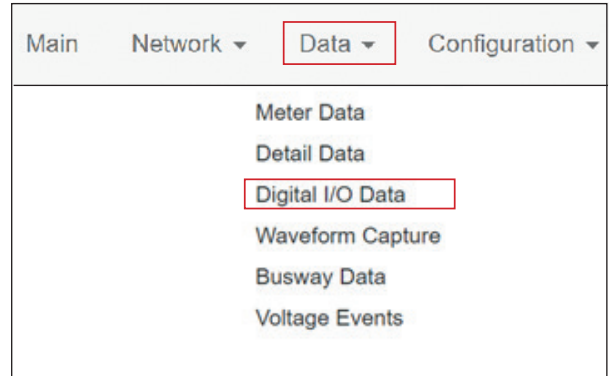 Main Network Data Configuration
Meter Data
Detail Data
Digital I/O Data
Waveform Capture
Busway Data
Voltage Events